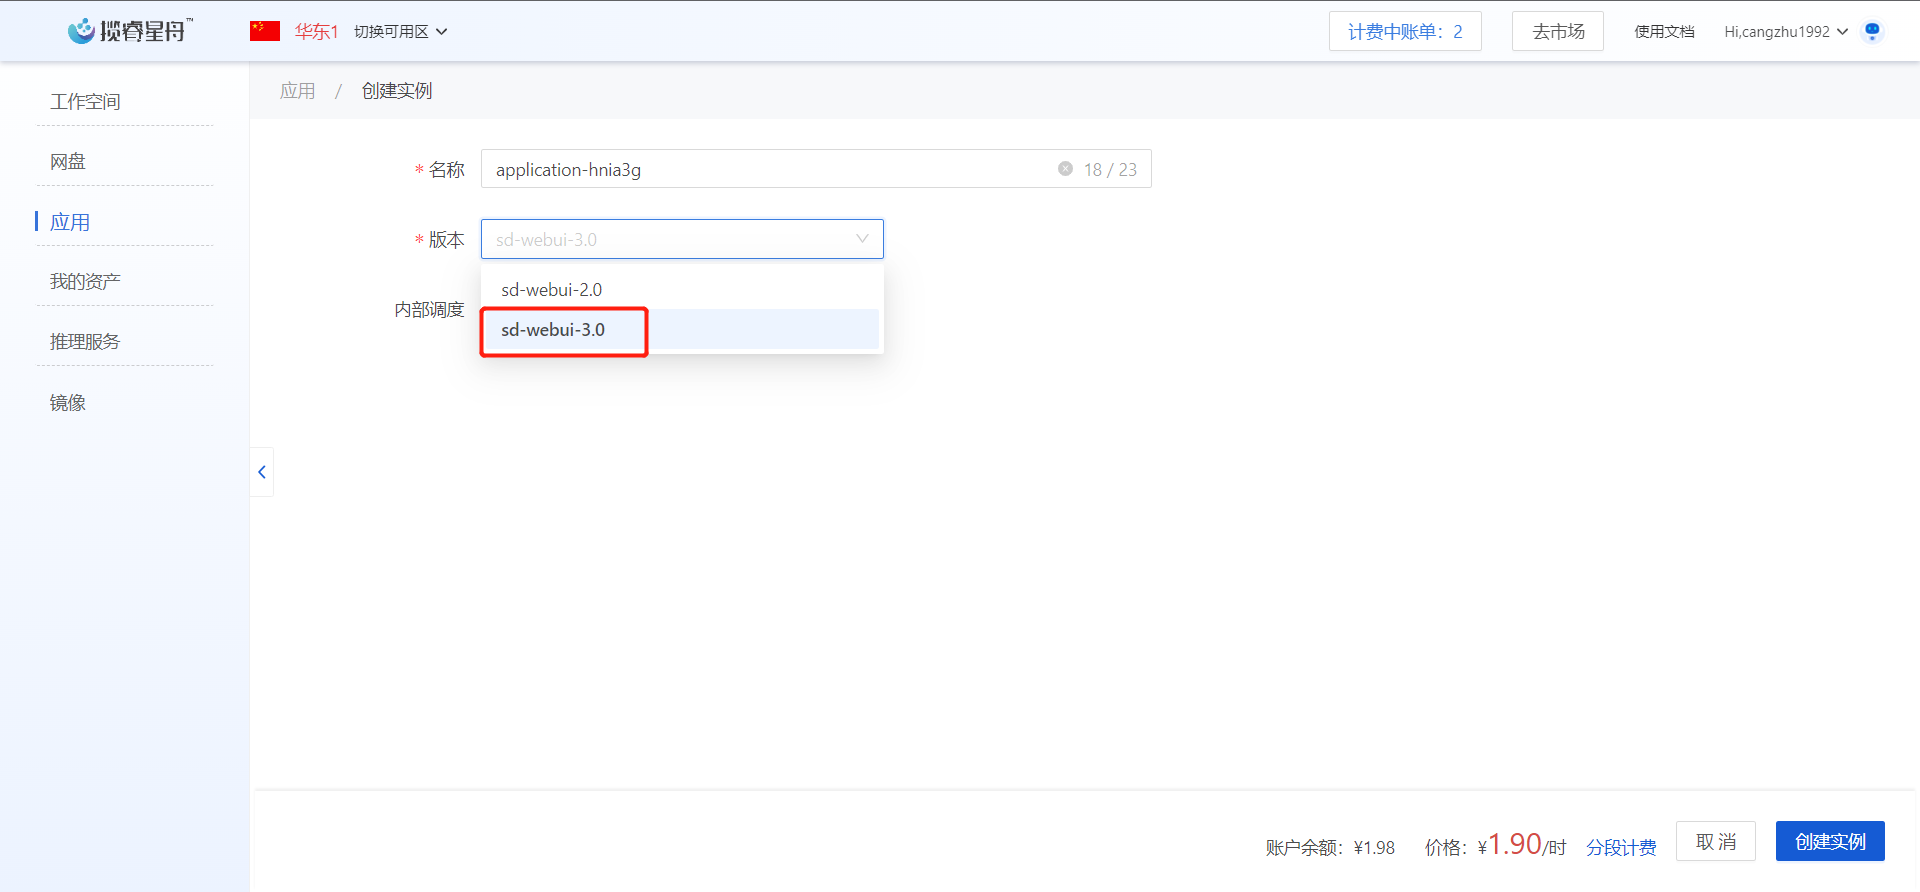 揽睿星舟™
华东1
切换可用区
计费中账单：2
去市场
使用文档
Hi,cangzhu1992
工作空间
网盘
应用
我的资产
推理服务
镜像
应用 / 创建实例
* 名称
application-hnia3g
18 / 23
* 版本
sd-webui-3.0
sd-webui-2.0
内部调度
sd-webui-3.0
账户余额：¥1.98
价格：¥1.90/时
分段计费
取 消
创建实例